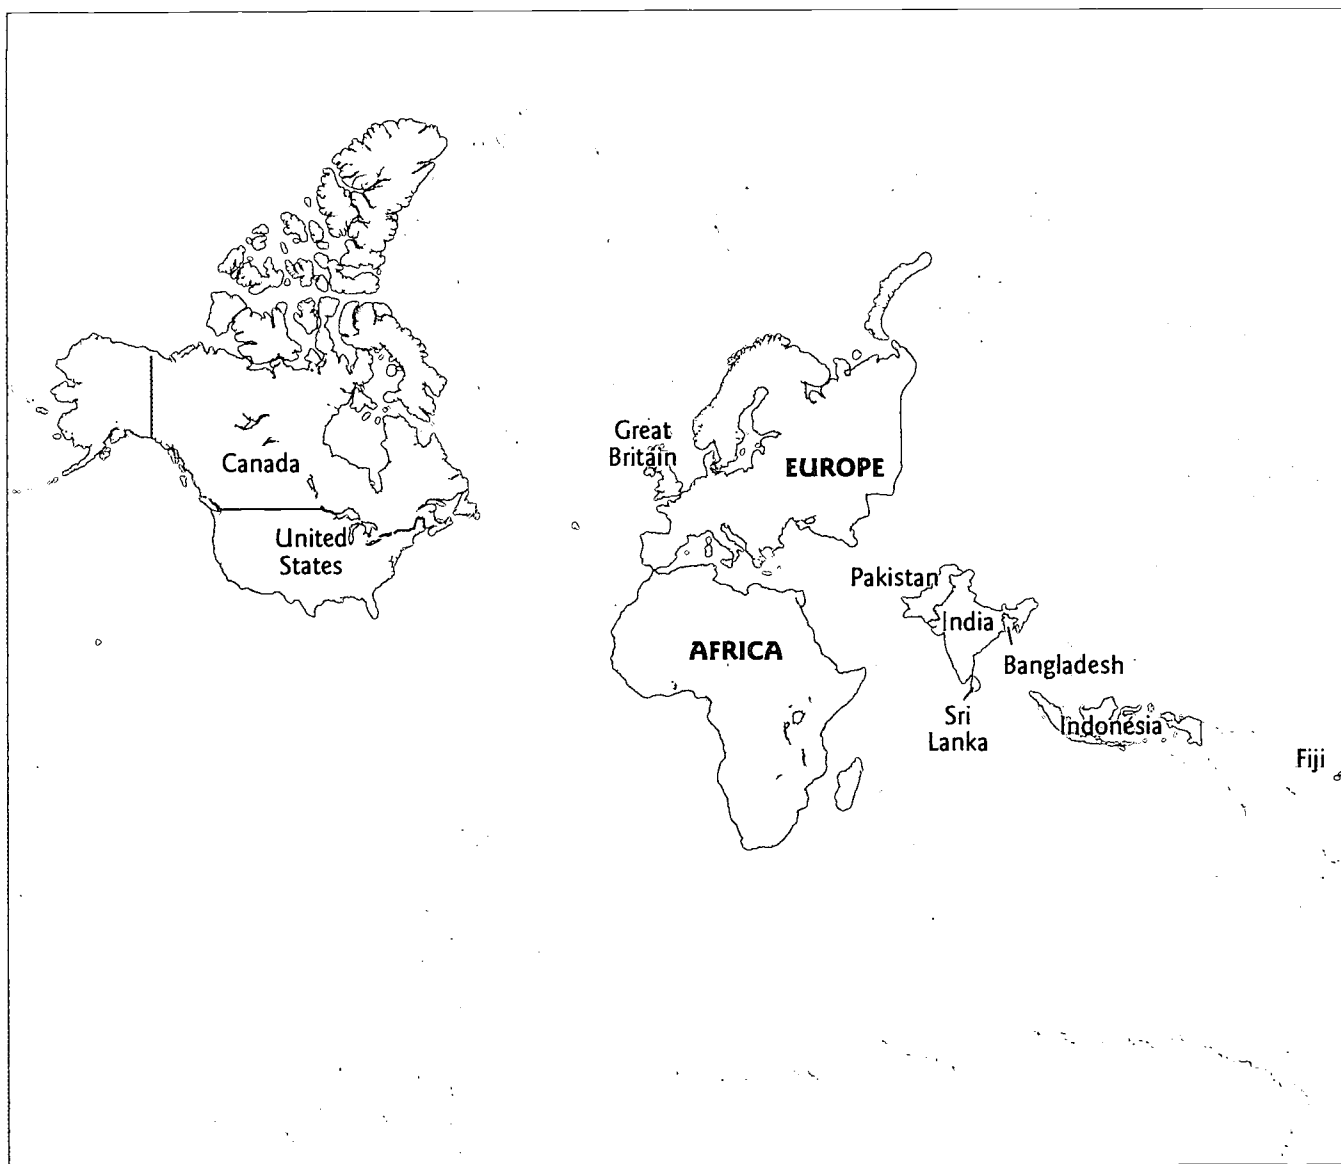 Great
Britain
EUROPE
Canada
United
States
Pakistan
India
AFRICA
Bangladesh
Sri
Lanka
Indonesia
Fiji